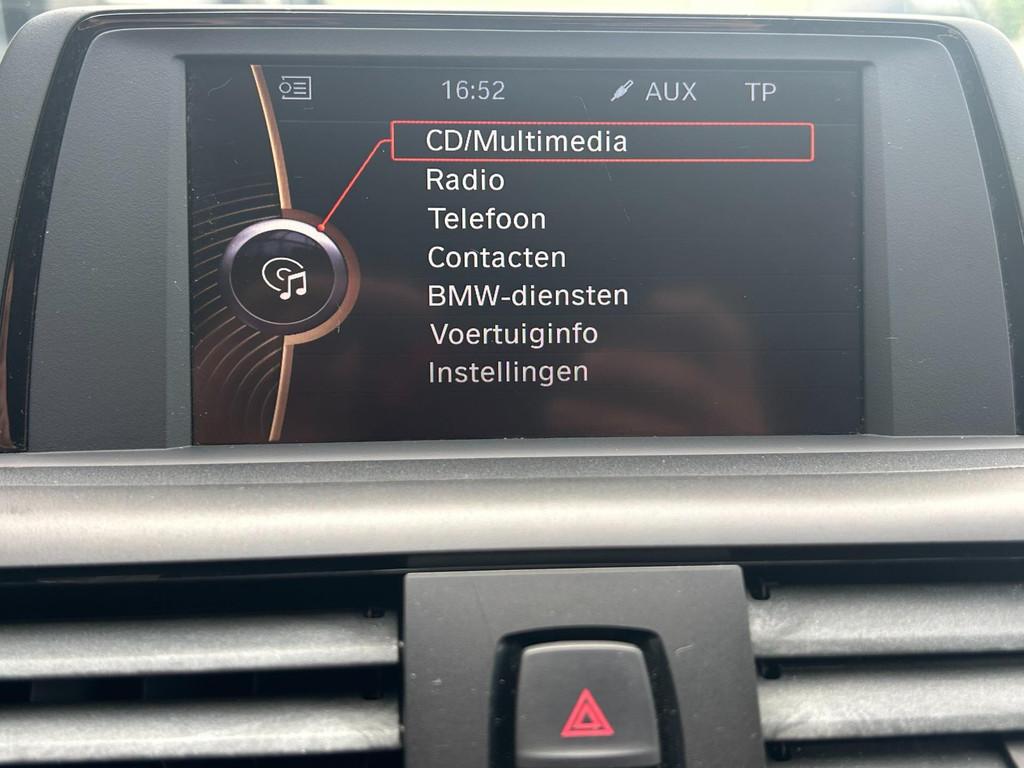 16:52 AUX TP
CD/Multimedia
Radio
Telefoon
Contacten
BMW-diensten
Voertuiginfo
Instellingen